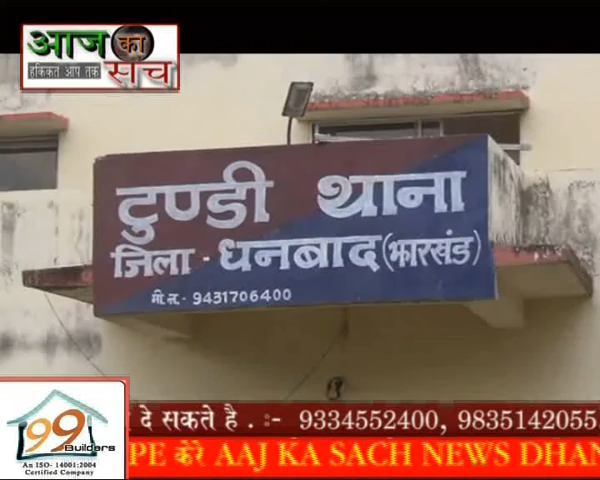 आज का
हकिकत आप तक
सच
टुण्डी थाना
जिला - धनबाद (झारखंड)
मो.न.- 9431706400
दे सकते है . :- 9334552400, 9835142055
PE करे AAJ KA SACH NEWS DHAN
99
Builders
An ISO- 14001:2004
Certified Company